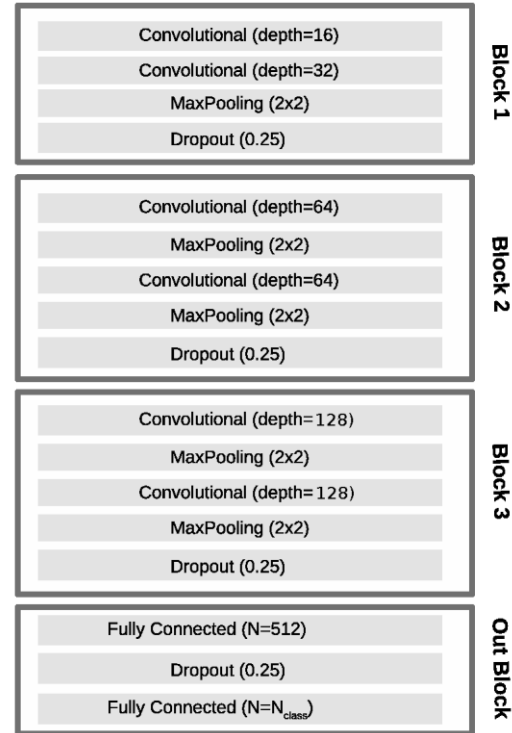 Convolutional (depth=16)
Convolutional (depth=32)
MaxPooling (2x2)
Dropout (0.25)
Block 1
Convolutional (depth=64)
MaxPooling (2x2)
Convolutional (depth=64)
MaxPooling (2x2)
Dropout (0.25)
Block 2
Convolutional (depth=128)
MaxPooling (2x2)
Convolutional (depth=128)
MaxPooling (2x2)
Dropout (0.25)
Block 3
Fully Connected (N=512)
Dropout (0.25)
Fully Connected (N=N_class)
Out Block